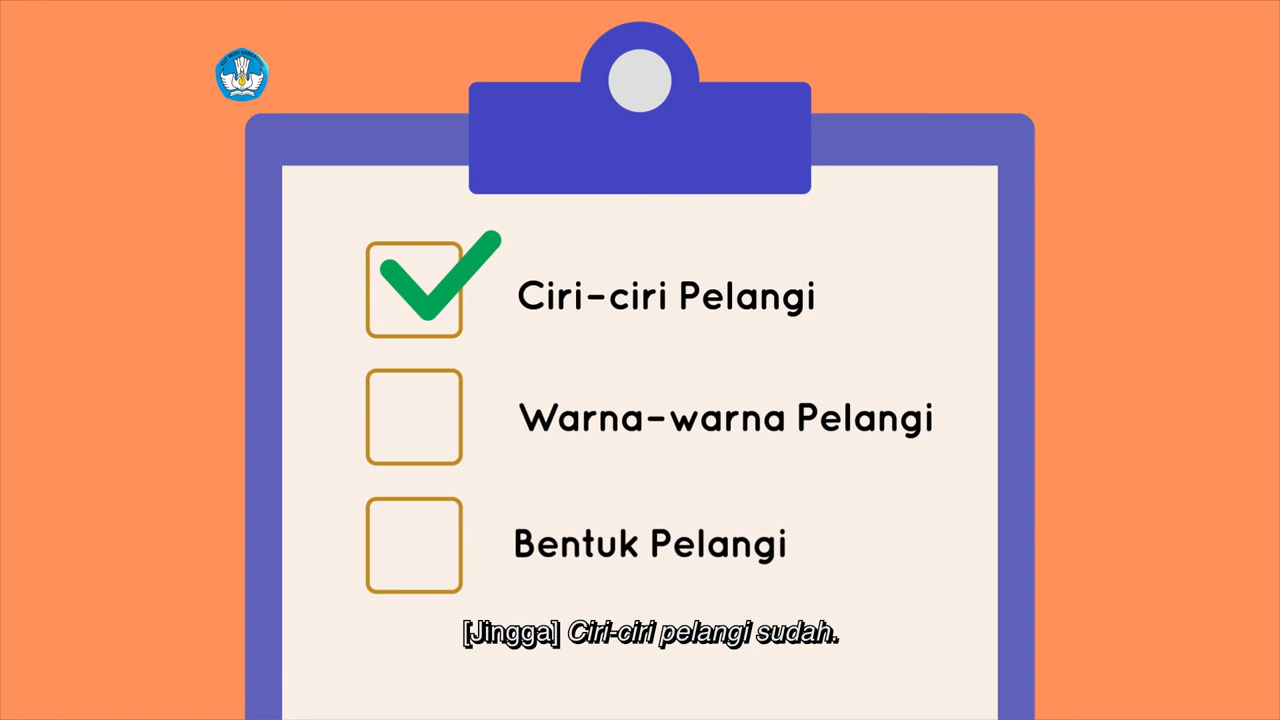 Ciri-ciri Pelangi
Warna-warna Pelangi
Bentuk Pelangi
[Jingga] Ciri-ciri pelangi sudah.